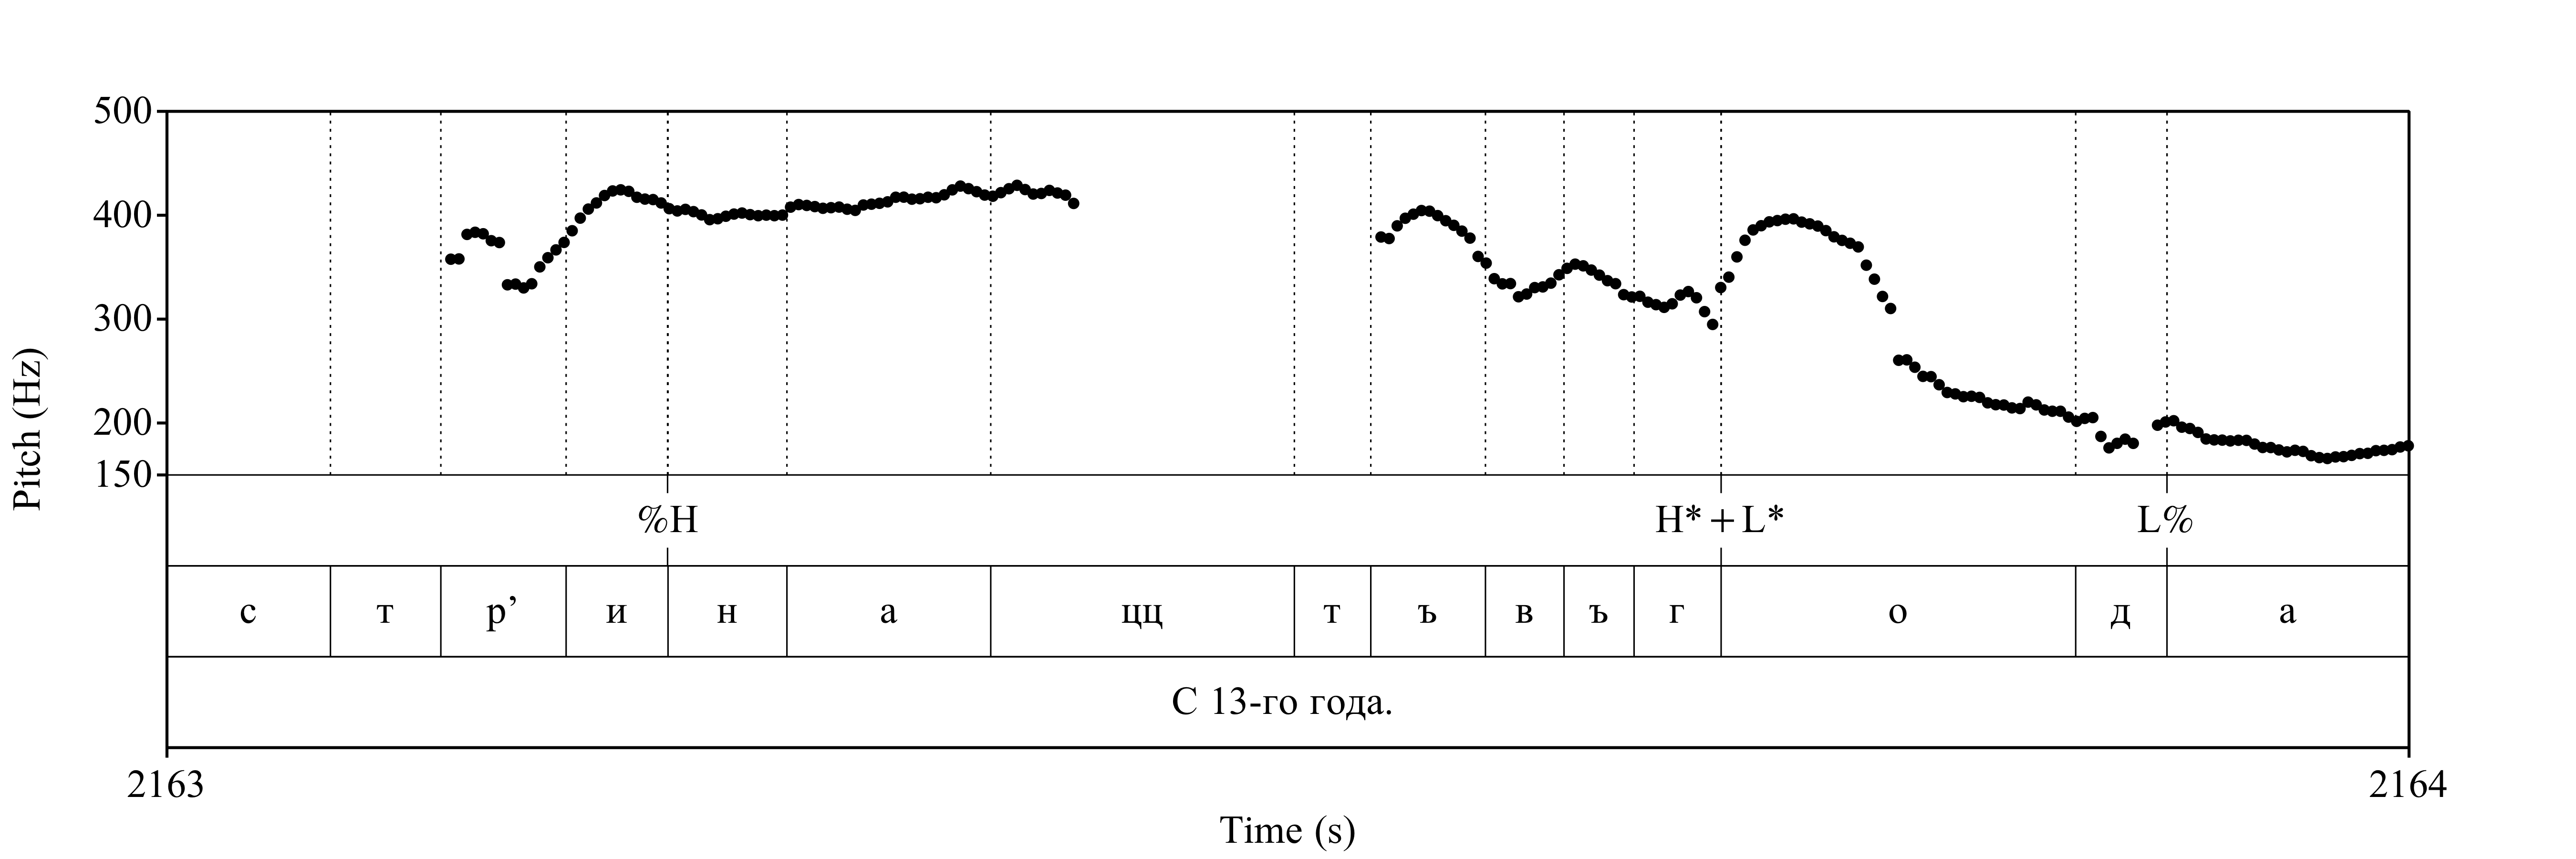 500
400
300
200
150
Pitch (Hz)
%H H*+L* L%
с т р’ и н а цц т ъ в ъ г о д а
С 13-го года.
2163 2164
Time (s)